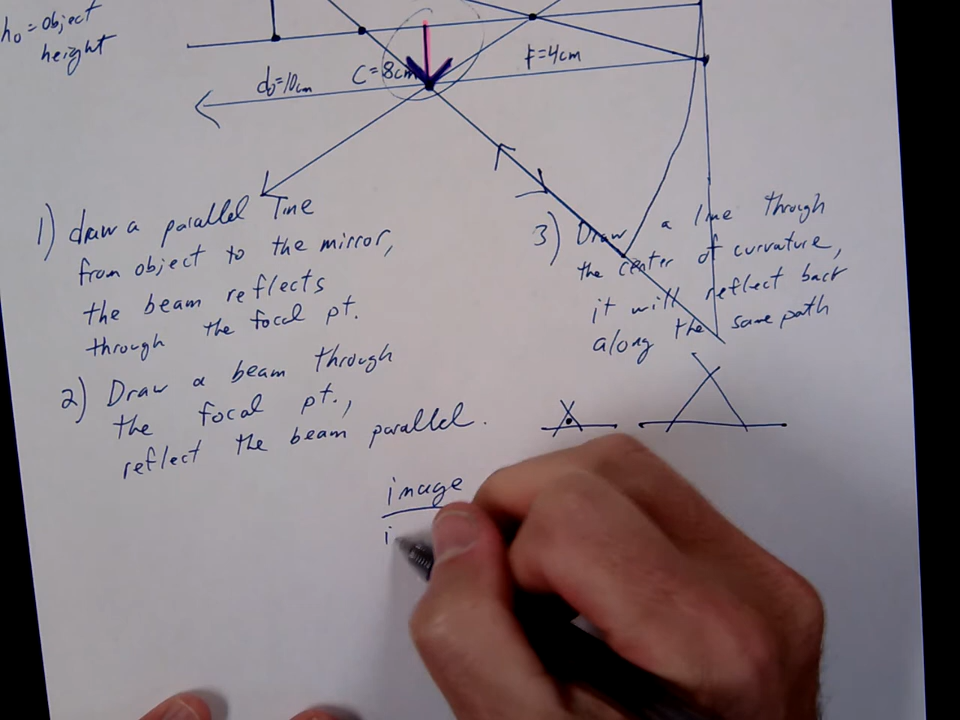 h₀ = object
height
d₀=10cm
C=8cm
f=4cm
1) draw a parallel line
from object to the mirror,
the beam reflects
through the focal pt.
2) Draw a beam through
the focal pt.,
reflect the beam parallel.
3) Draw a line through
the center of curvature,
it will reflect back
along the same path
image
i